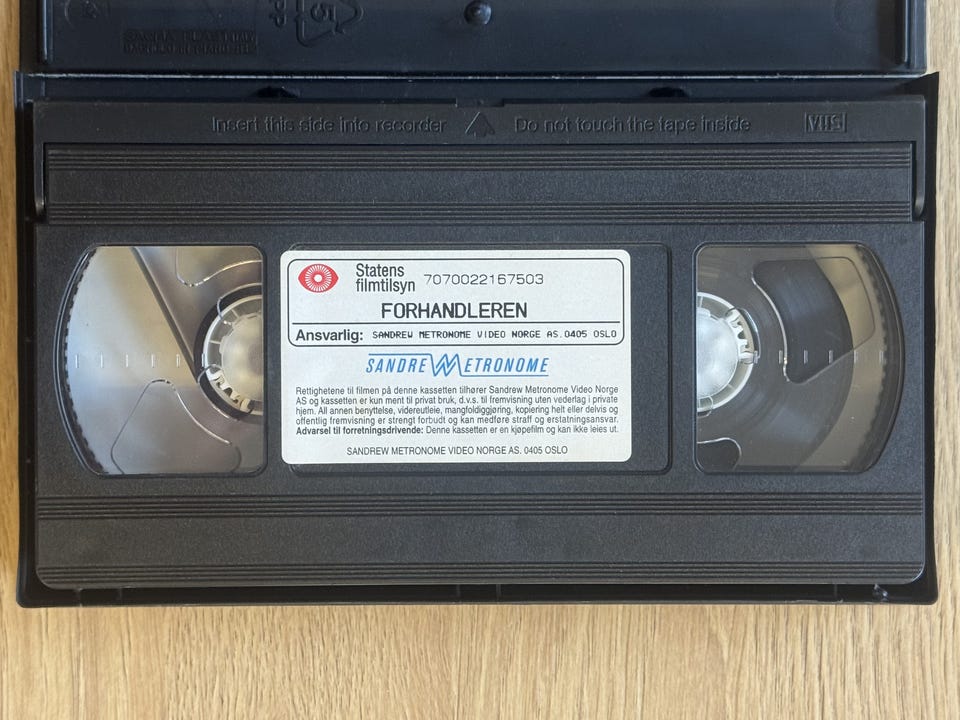 Insert this side into recorder Do not touch the tape inside VHS
Statens
filmtilsyn 7070022167503
FORHANDLEREN
Ansvarlig: SANDREW METRONOME VIDEO NORGE AS. 0405 OSLO
SANDREW METRONOME
Rettighetene til filmen på denne kassetten tilhører Sandrew Metronome Video Norge
AS og kassetten er kun ment til privat bruk, d.v.s. til fremvisning uten vederlag i private
hjem. All annen benyttelse, videreutleie, mangfoldiggjøring, kopiering helt eller delvis og
offentlig fremvisning er strengt forbudt og kan medføre straff og erstatningsansvar.
Advarsel til forretningsdrivende: Denne kassetten er en kjøpefilm og kan ikke leies ut.
SANDREW METRONOME VIDEO NORGE AS. 0405 OSLO